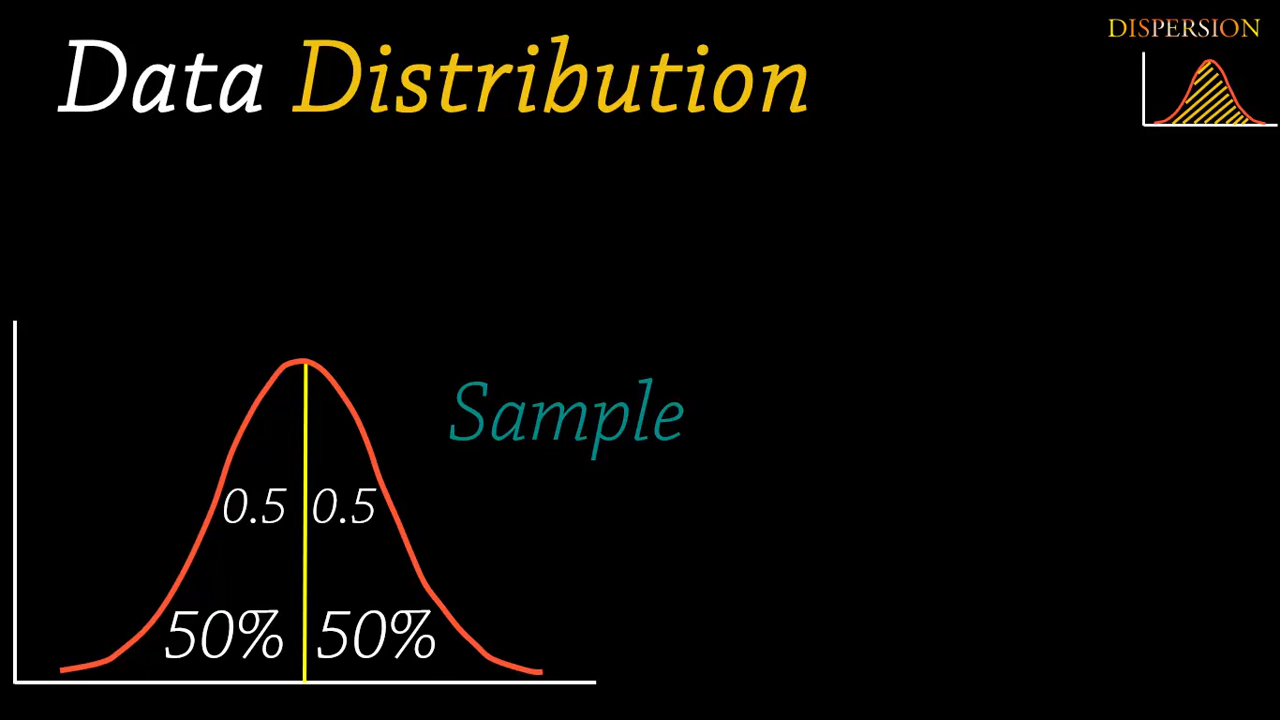 Data Distribution
DISPERSION
Sample
0.5 0.5
50% 50%